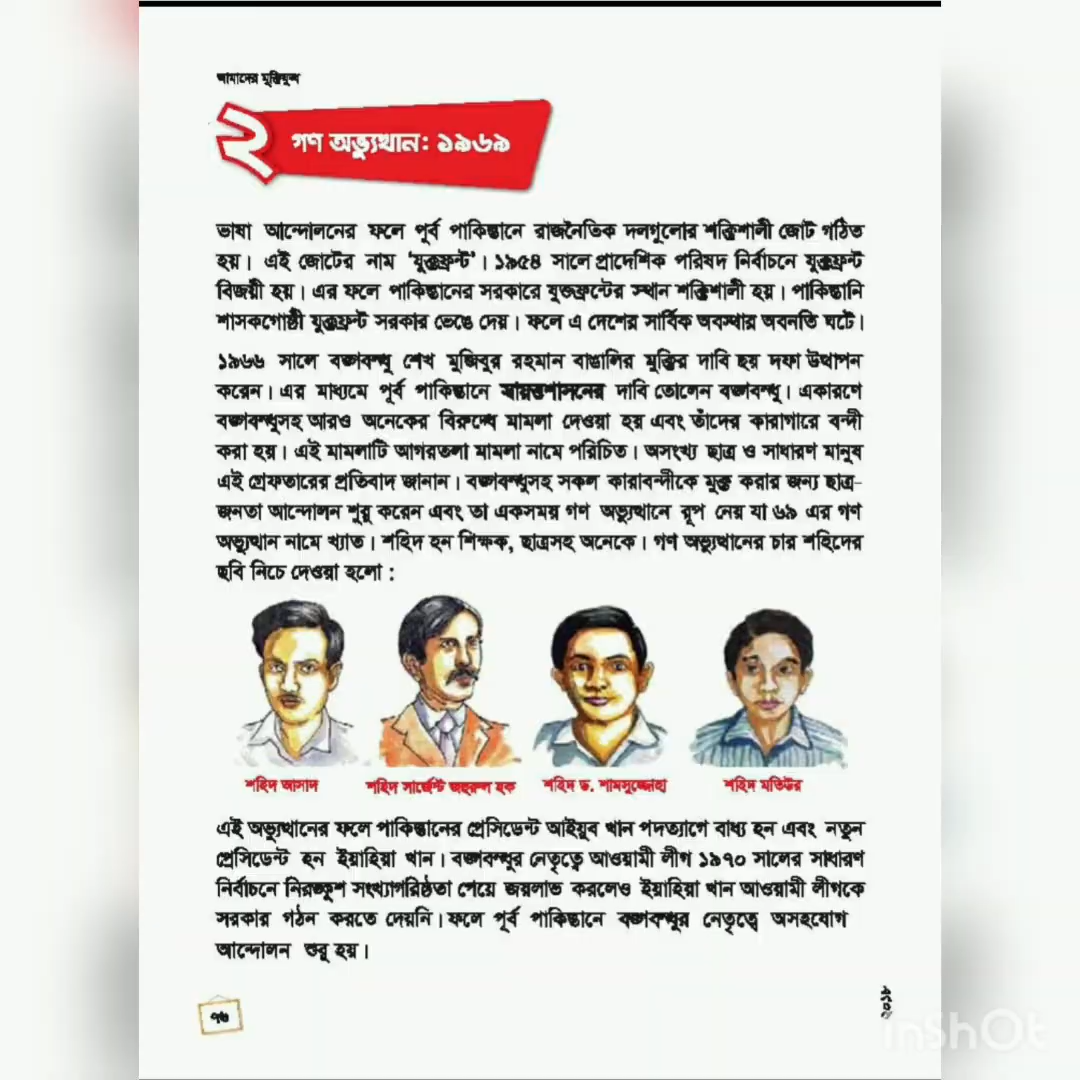 আমাদের মুক্তিযুদ্ধ
২ গণ অভ্যুত্থান: ১৯৬৯
ভাষা আন্দোলনের ফলে পূর্ব পাকিস্তানে রাজনৈতিক দলগুলোর শক্তিশালী জোট গঠিত
হয়। এই জোটের নাম ‘যুক্তফ্রন্ট’। ১৯৫৪ সালে প্রাদেশিক পরিষদ নির্বাচনে যুক্তফ্রন্ট
বিজয়ী হয়। এর ফলে পাকিস্তানের সরকারে যুক্তফ্রন্টের স্থান শক্তিশালী হয়। পাকিস্তানি
শাসকগোষ্ঠী যুক্তফ্রন্ট সরকার ভেঙে দেয়। ফলে এ দেশের সার্বিক অবস্থার অবনতি ঘটে।
১৯৬৬ সালে বঙ্গবন্ধু শেখ মুজিবুর রহমান বাঙালির মুক্তির দাবি ছয় দফা উত্থাপন
করেন। এর মাধ্যমে পূর্ব পাকিস্তানে স্বায়ত্তশাসনের দাবি তোলেন বঙ্গবন্ধু। একারণে
বঙ্গবন্ধুসহ আরও অনেকের বিরুদ্ধে মামলা দেওয়া হয় এবং তাঁদের কারাগারে বন্দী
করা হয়। এই মামলাটি আগরতলা মামলা নামে পরিচিত। অসংখ্য ছাত্র ও সাধারণ মানুষ
এই গ্রেফতারের প্রতিবাদ জানান। বঙ্গবন্ধুসহ সকল কারাবন্দীকে মুক্ত করার জন্য ছাত্র-
জনতা আন্দোলন শুরু করেন এবং তা একসময় গণ অভ্যুত্থানে রূপ নেয় যা ৬৯ এর গণ
অভ্যুত্থান নামে খ্যাত। শহিদ হন শিক্ষক, ছাত্রসহ অনেকে। গণ অভ্যুত্থানের চার শহিদের
ছবি নিচে দেওয়া হলো :
শহিদ আসাদ শহিদ সার্জেন্ট জহুরুল হক শহিদ ড. শামসুজ্জোহা শহিদ মতিউর
এই অভ্যুত্থানের ফলে পাকিস্তানের প্রেসিডেন্ট আইয়ুব খান পদত্যাগে বাধ্য হন এবং নতুন
প্রেসিডেন্ট হন ইয়াহিয়া খান। বঙ্গবন্ধুর নেতৃত্বে আওয়ামী লীগ ১৯৭০ সালের সাধারণ
নির্বাচনে নিরঙ্কুশ সংখ্যাগরিষ্ঠতা পেয়ে জয়লাভ করলেও ইয়াহিয়া খান আওয়ামী লীগকে
সরকার গঠন করতে দেয়নি। ফলে পূর্ব পাকিস্তানে বঙ্গবন্ধুর নেতৃত্বে অসহযোগ
আন্দোলন শুরু হয়।
৭৬
২০১৯
InShOt